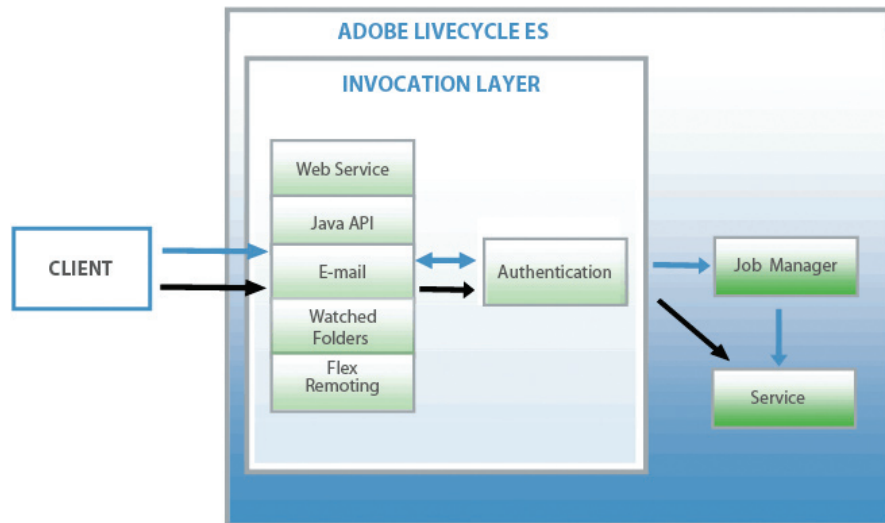 ADOBE LIVECYCLE ES
INVOCATION LAYER
Web Service
Java API
E-mail
Watched
Folders
Flex
Remoting
CLIENT
Authentication
Job Manager
Service